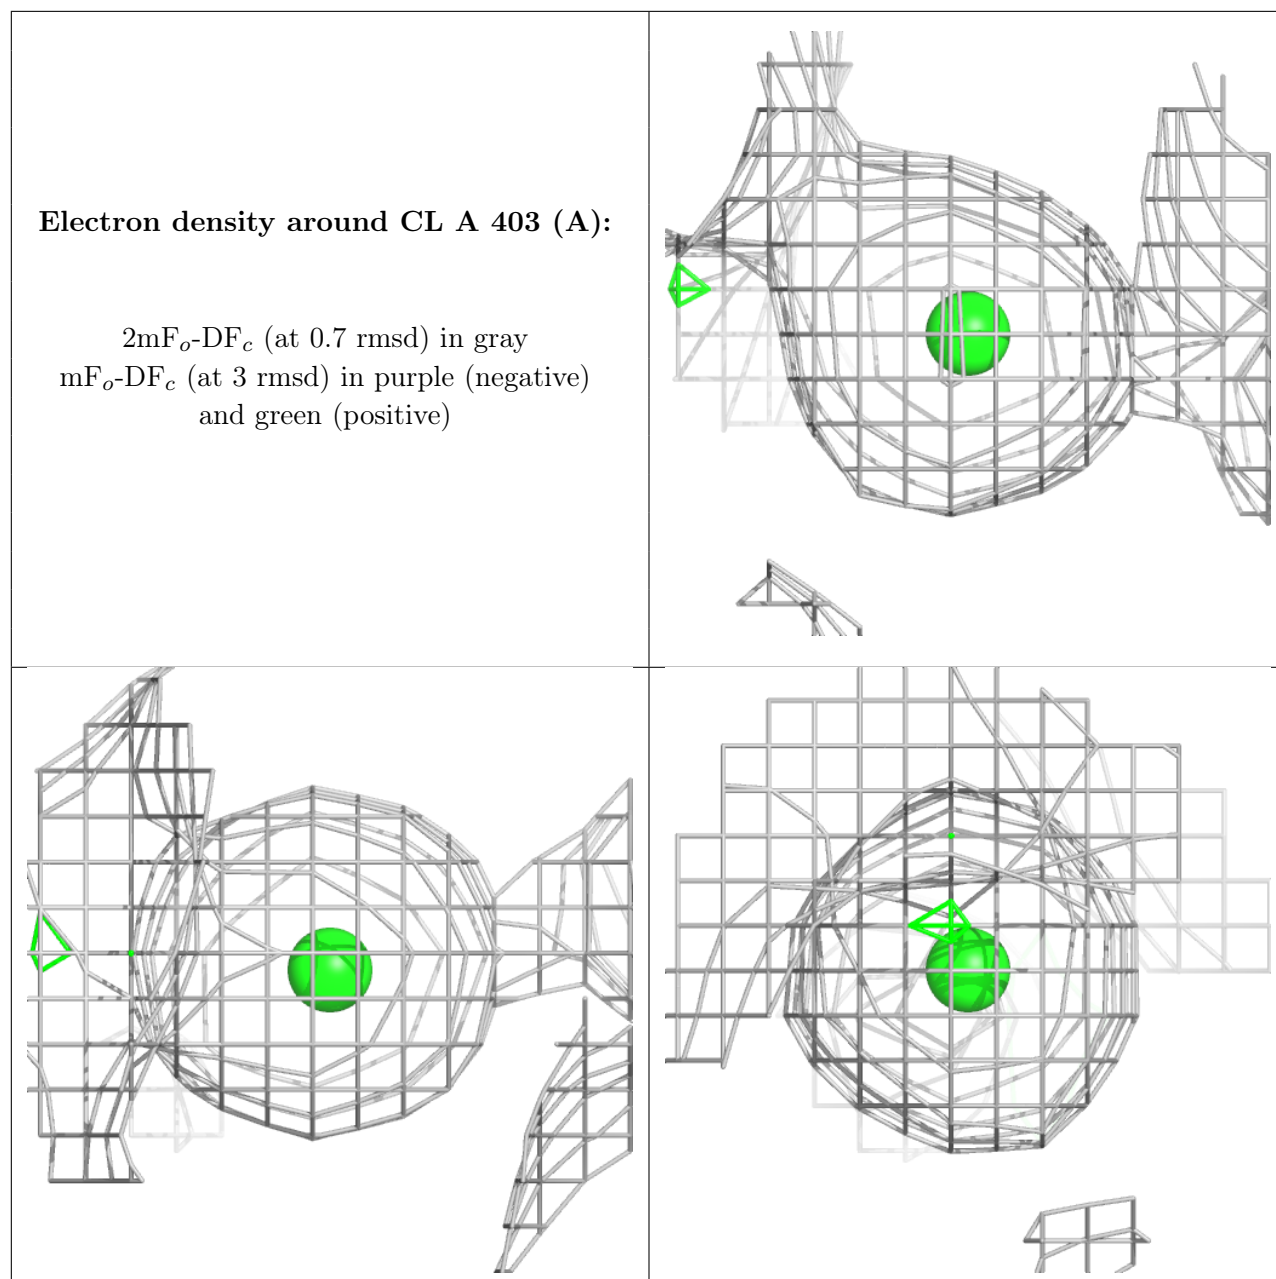 Electron density around CL A 403 (A):
2mFo-DFc (at 0.7 rmsd) in gray
mFo-DFc (at 3 rmsd) in purple (negative)
and green (positive)